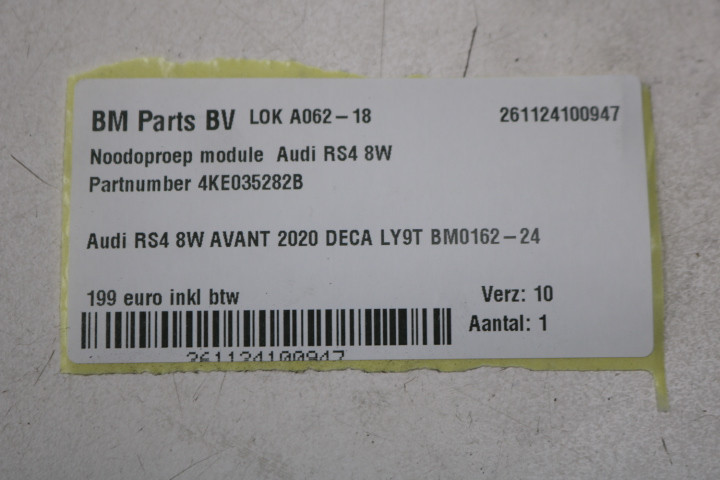 BM Parts BV LOK A062-18 261124100947
Noodoproep module Audi RS4 8W
Partnumber 4KE035282B
Audi RS4 8W AVANT 2020 DECA LY9T BM0162-24
199 euro inkl btw Verz: 10
Aantal: 1
261124100947